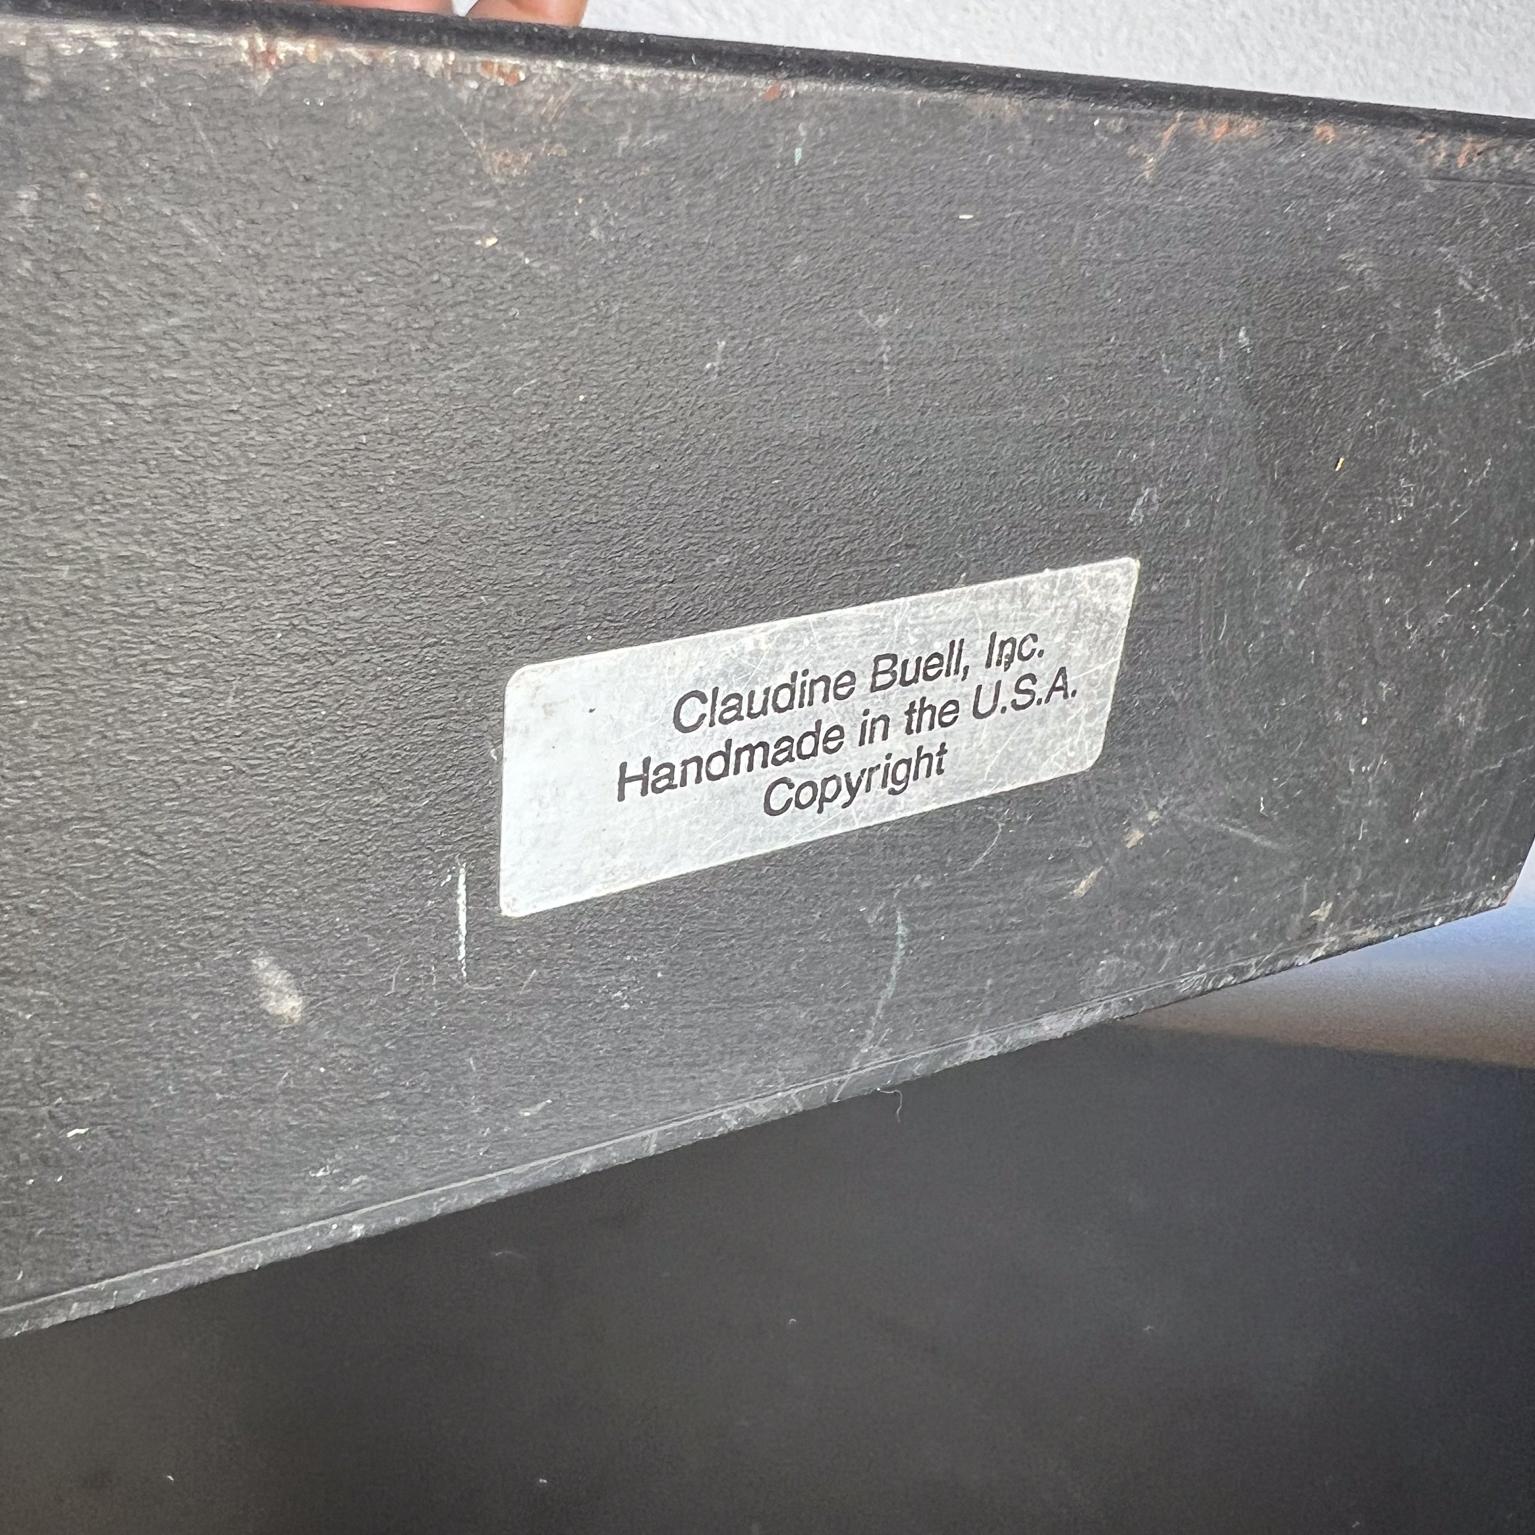 Claudine Buell, Inc.
Handmade in the U.S.A.
Copyright